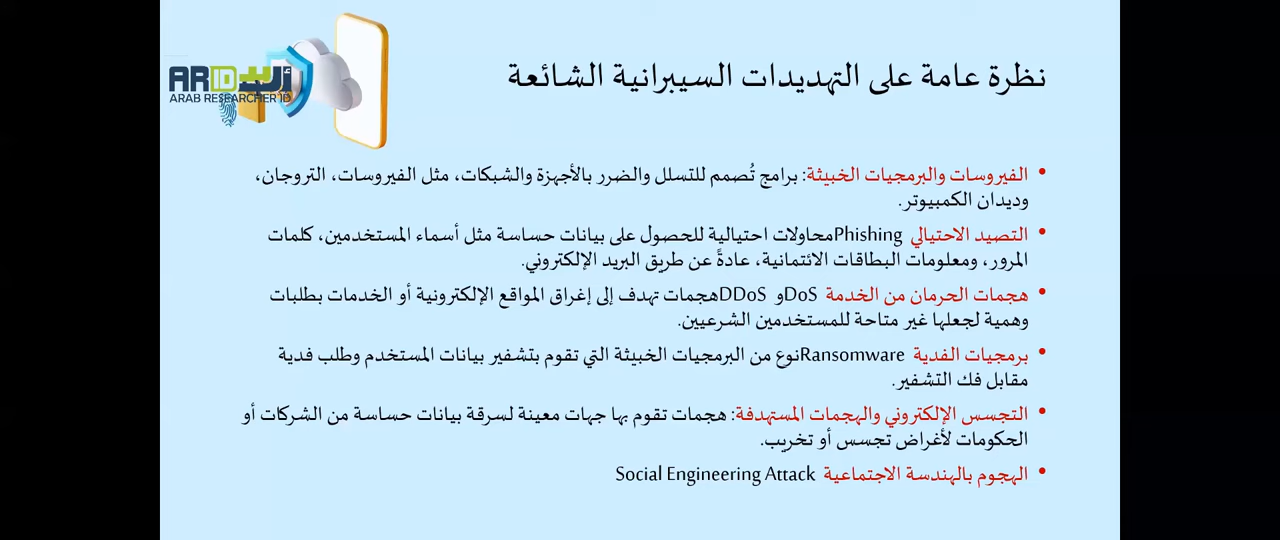 نظرة عامة على التهديدات السيبرانية الشائعة
أريد
ARID
ARAB RESEARCHER ID
• الفيروسات والبرمجيات الخبيثة: برامج تُصمم للتسلل والضرر بالأجهزة والشبكات، مثل الفيروسات، التروجان،
وديدان الكمبيوتر.
• التصيد الاحتيالي Phishingمحاولات احتيالية للحصول على بيانات حساسة مثل أسماء المستخدمين، كلمات
المرور، ومعلومات البطاقات الائتمانية، عادةً عن طريق البريد الإلكتروني.
• هجمات الحرمان من الخدمة DoSو DDoSهجمات تهدف إلى إغراق المواقع الإلكترونية أو الخدمات بطلبات
وهمية لجعلها غير متاحة للمستخدمين الشرعيين.
• برمجيات الفدية Ransomwareنوع من البرمجيات الخبيثة التي تقوم بتشفير بيانات المستخدم وطلب فدية
مقابل فك التشفير.
• التجسس الإلكتروني والهجمات المستهدفة: هجمات تقوم بها جهات معينة لسرقة بيانات حساسة من الشركات أو
الحكومات لأغراض تجسس أو تخريب.
• الهجوم بالهندسة الاجتماعية Social Engineering Attack